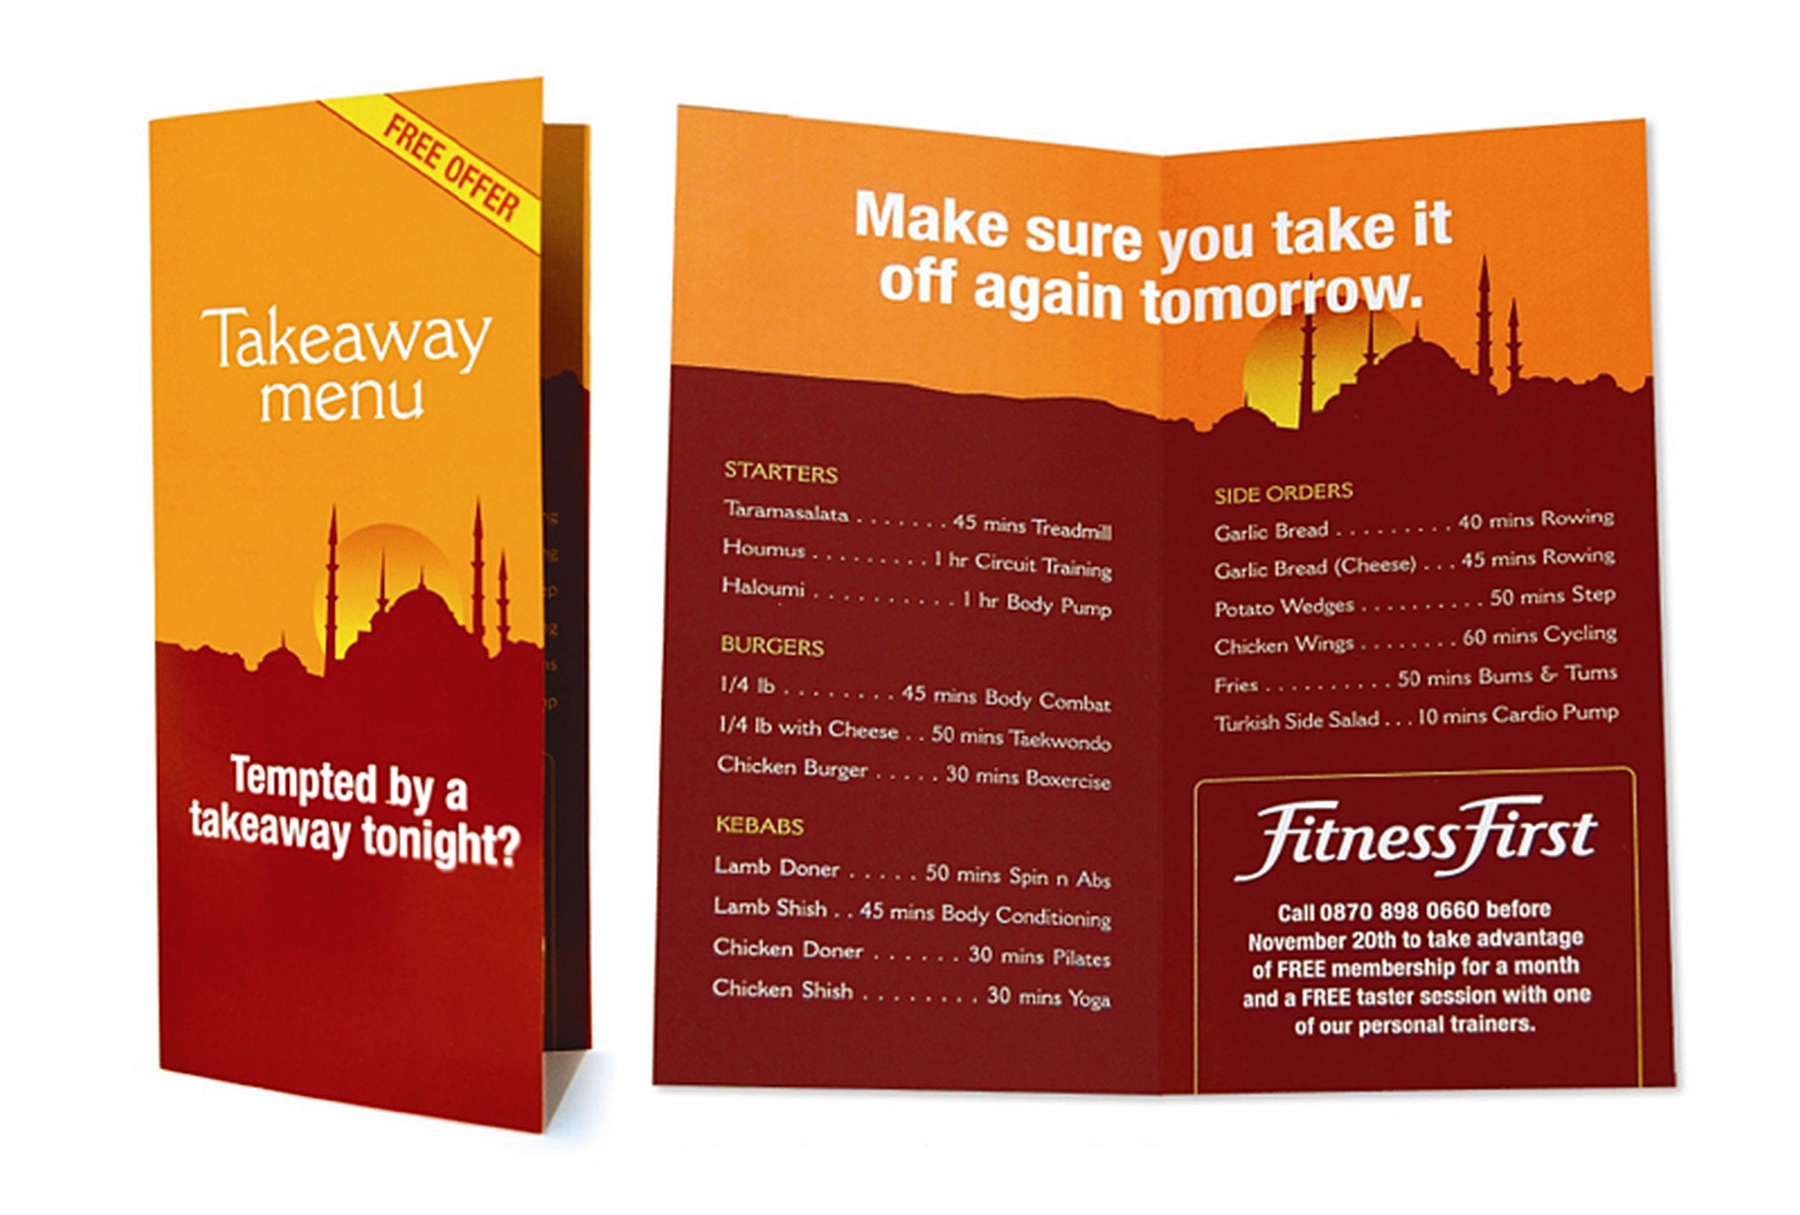 FREE OFFER
Takeaway
menu
Tempted by a
takeaway tonight?
Make sure you take it
off again tomorrow.
STARTERS
Taramasalata . . . . . . . 45 mins Treadmill
Houmus . . . . . . . . . 1 hr Circuit Training
Haloumi . . . . . . . . . . 1 hr Body Pump
BURGERS
1/4 lb . . . . . . . . 45 mins Body Combat
1/4 lb with Cheese . . 50 mins Taekwondo
Chicken Burger . . . . . 30 mins Boxercise
KEBABS
Lamb Doner . . . . . 50 mins Spin n Abs
Lamb Shish . . 45 mins Body Conditioning
Chicken Doner . . . . . . 30 mins Pilates
Chicken Shish . . . . . . . . 30 mins Yoga
SIDE ORDERS
Garlic Bread . . . . . . . . . 40 mins Rowing
Garlic Bread (Cheese) . . . 45 mins Rowing
Potato Wedges . . . . . . . . . . 50 mins Step
Chicken Wings . . . . . . . . 60 mins Cycling
Fries . . . . . . . . . . 50 mins Bums & Tums
Turkish Side Salad . . . 10 mins Cardio Pump
Fitness First
Call 0870 898 0660 before
November 20th to take advantage
of FREE membership for a month
and a FREE taster session with one
of our personal trainers.